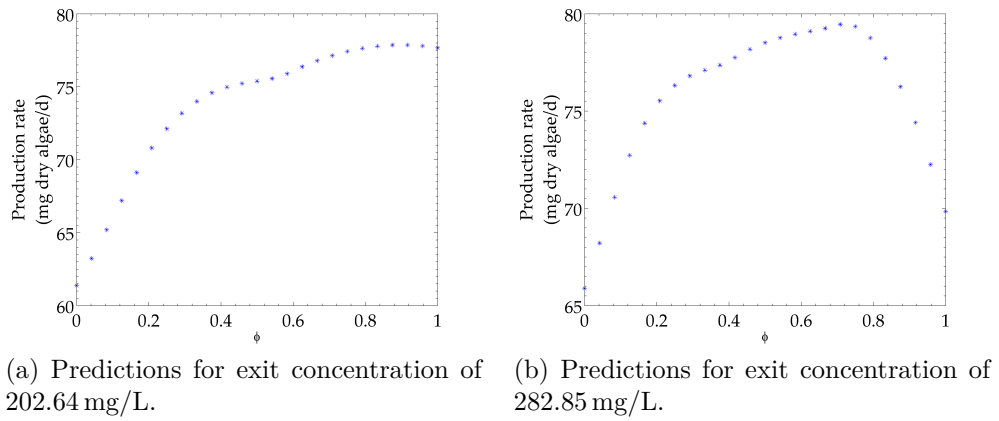 80
75
70
65
60
Production rate
(mg dry algae/d)
0 0.2 0.4 0.6 0.8 1
ϕ
(a) Predictions for exit concentration of
202.64 mg/L.
80
75
70
65
Production rate
(mg dry algae/d)
0 0.2 0.4 0.6 0.8 1
ϕ
(b) Predictions for exit concentration of
282.85 mg/L.